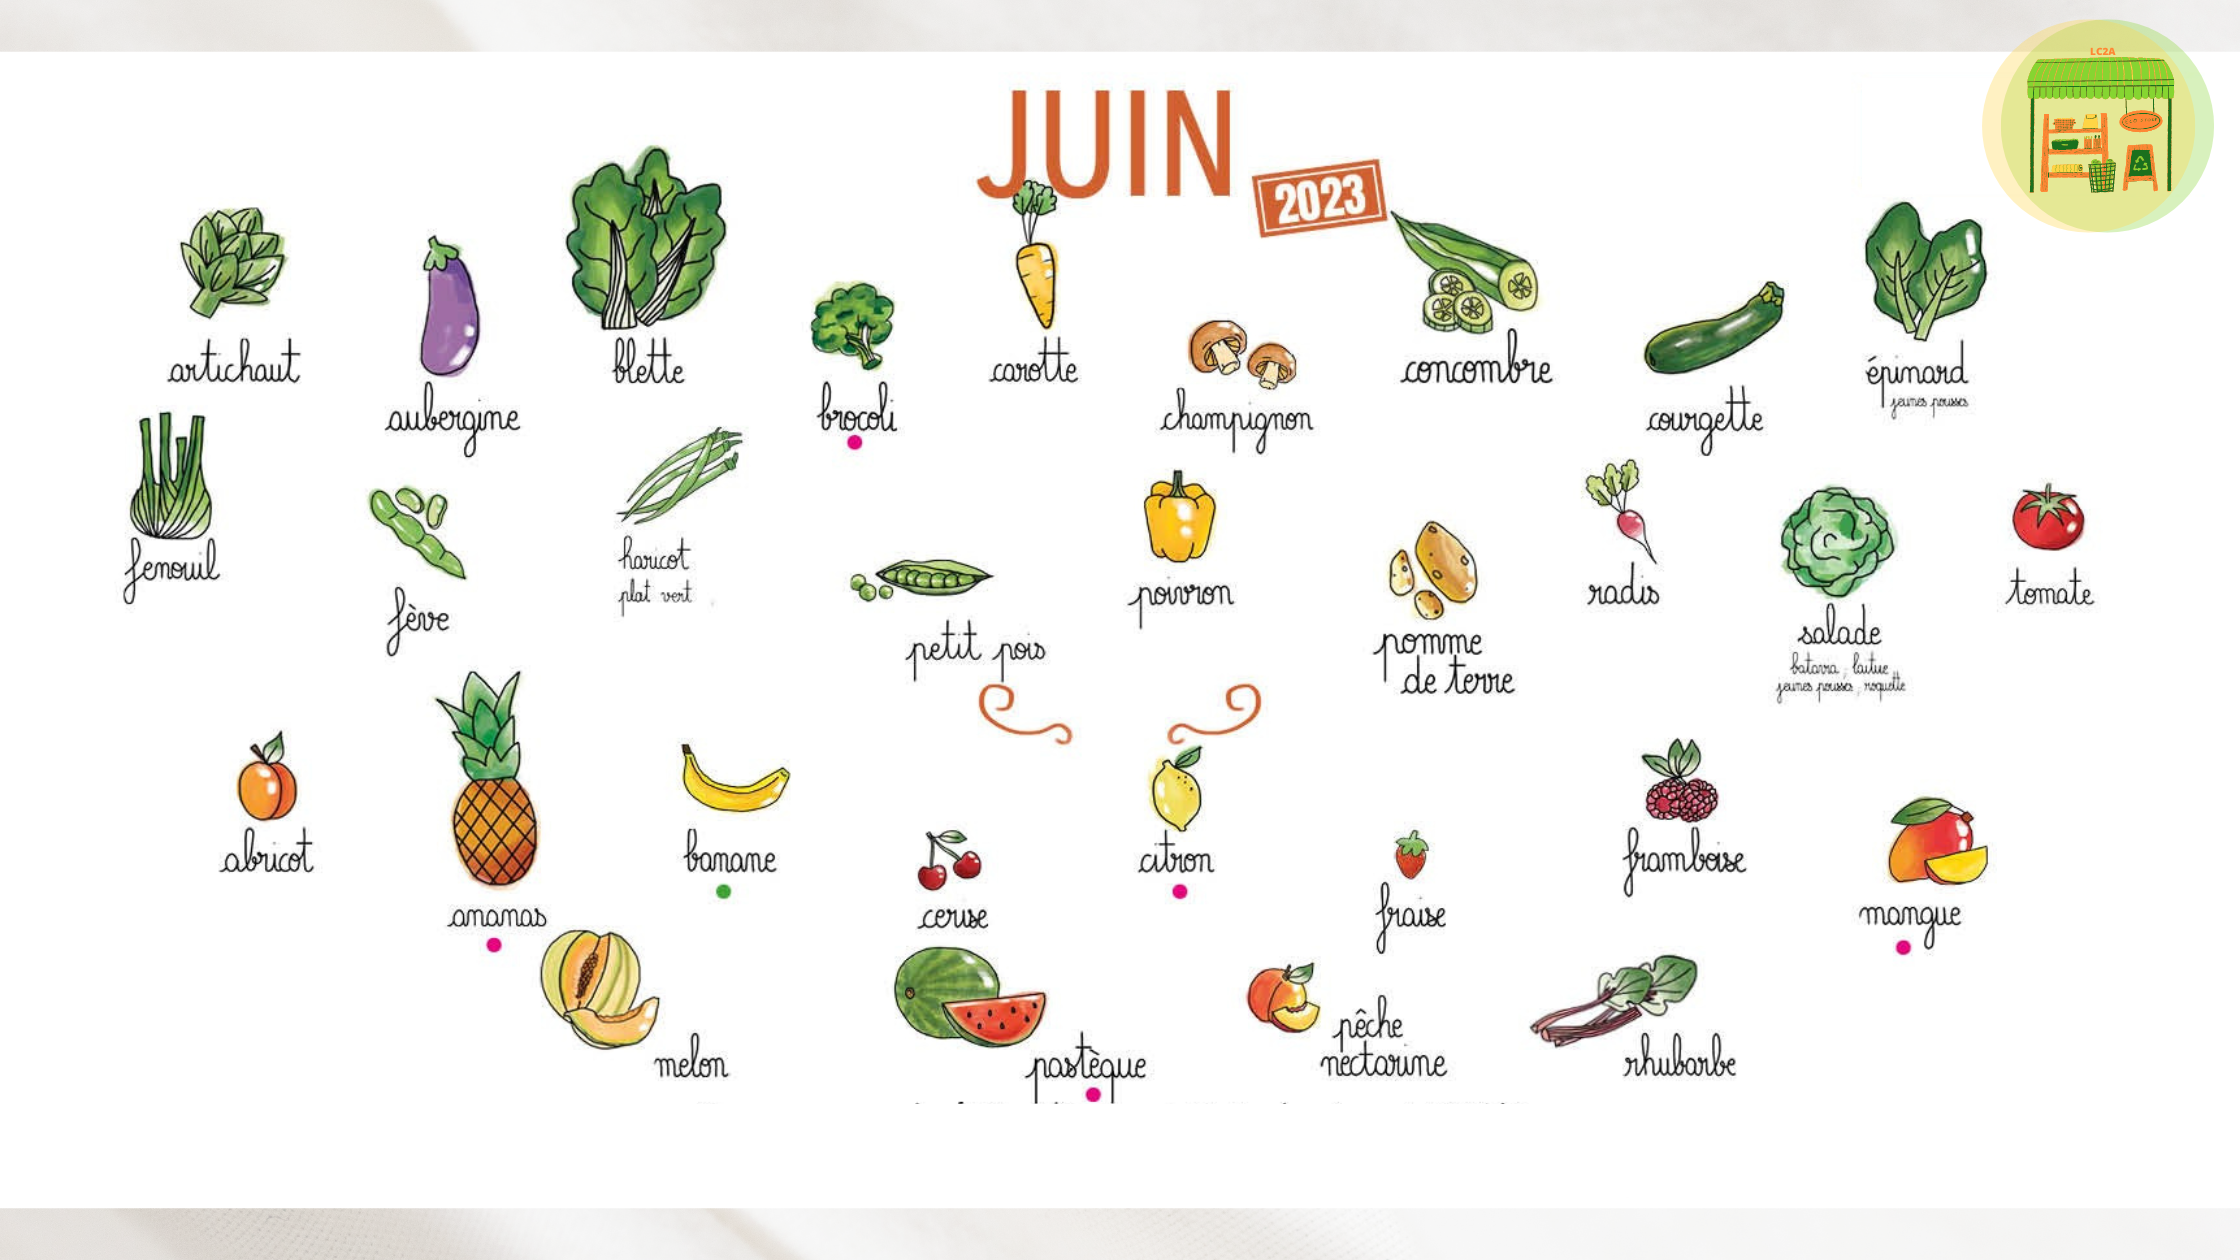 LC2A
JUIN
2023
artichaut
aubergine
blette
brocoli
carotte
champignon
concombre
courgette
épinard
jeunes pousses
fenouil
fève
haricot
plat vert
petit pois
poivron
pomme
de terre
radis
salade
batavia, laitue,
jeunes pousses, roquette
tomate
abricot
ananas
banane
cerise
citron
fraise
framboise
mangue
melon
pastèque
pêche
nectarine
rhubarbe